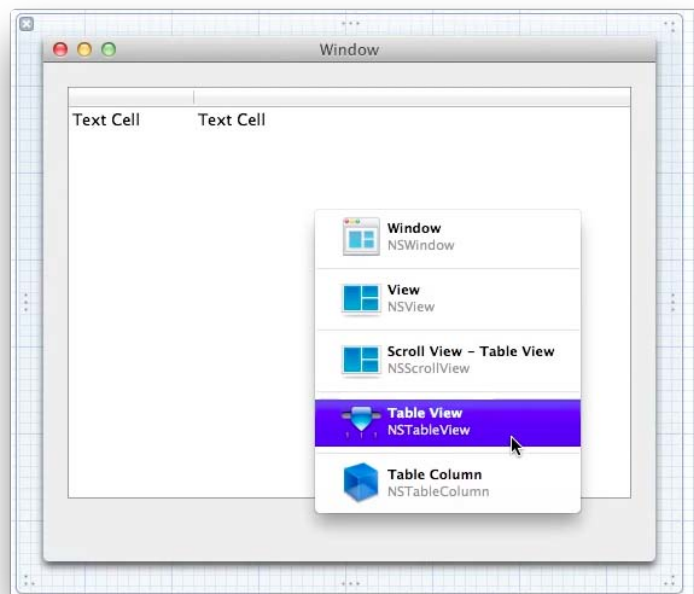 Window
Text Cell
Text Cell
Window
NSWindow
View
NSView
Scroll View - Table View
NSScrollView
Table View
NSTableView
Table Column
NSTableColumn